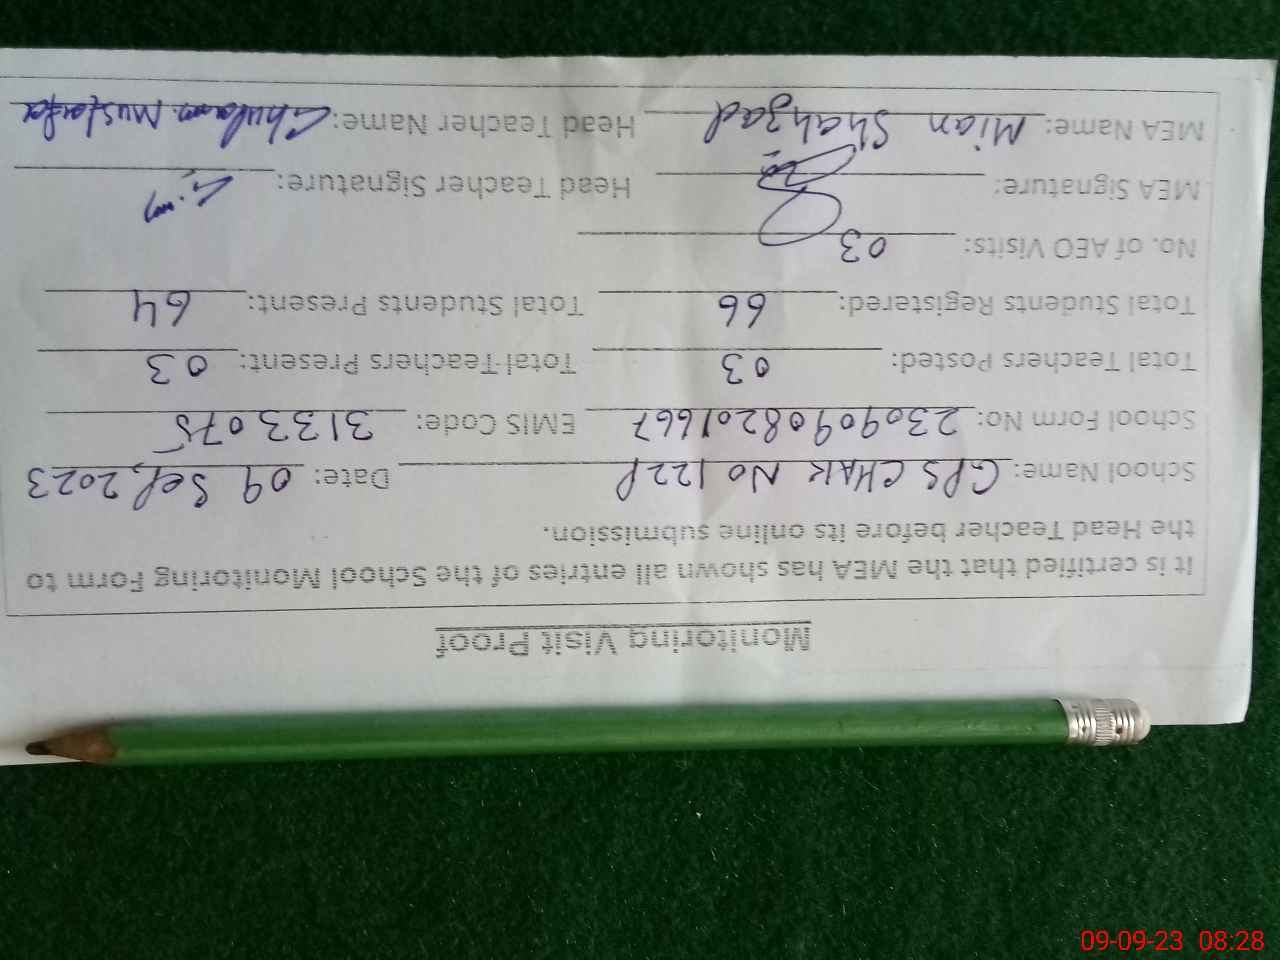 Monitoring Visit Proof
It is certified that the MEA has shown all entries of the School Monitoring Form to
the Head Teacher before its online submission.
School Name: GPS CHAK No 122P Date: 09 Sep, 2023
School Form No: 23090908201667 EMIS Code: 3133075
Total Teachers Posted: 03 Total Teachers Present: 03
Total Students Registered: 66 Total Students Present: 64
No. of AEO Visits: 03
MEA Signature: Head Teacher Signature:
MEA Name: Mian Shahzad Head Teacher Name: Ghulam Mustafa
09-09-23 08:28